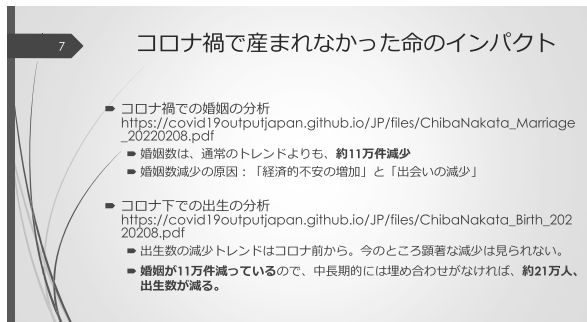 7
コロナ禍で産まれなかった命のインパクト
コロナ禍での婚姻の分析
https://covid19outputjapan.github.io/JP/files/ChibaNakata_Marriage
_20220208.pdf
婚姻数は、通常のトレンドよりも、約11万件減少
婚姻数減少の原因：「経済的不安の増加」と「出会いの減少」
コロナ下での出生の分析
https://covid19outputjapan.github.io/JP/files/ChibaNakata_Birth_202
20208.pdf
出生数の減少トレンドはコロナ前から。今のところ顕著な減少は見られない。
婚姻が11万件減っているので、中長期的には埋め合わせがなければ、約21万人、
出生数が減る。